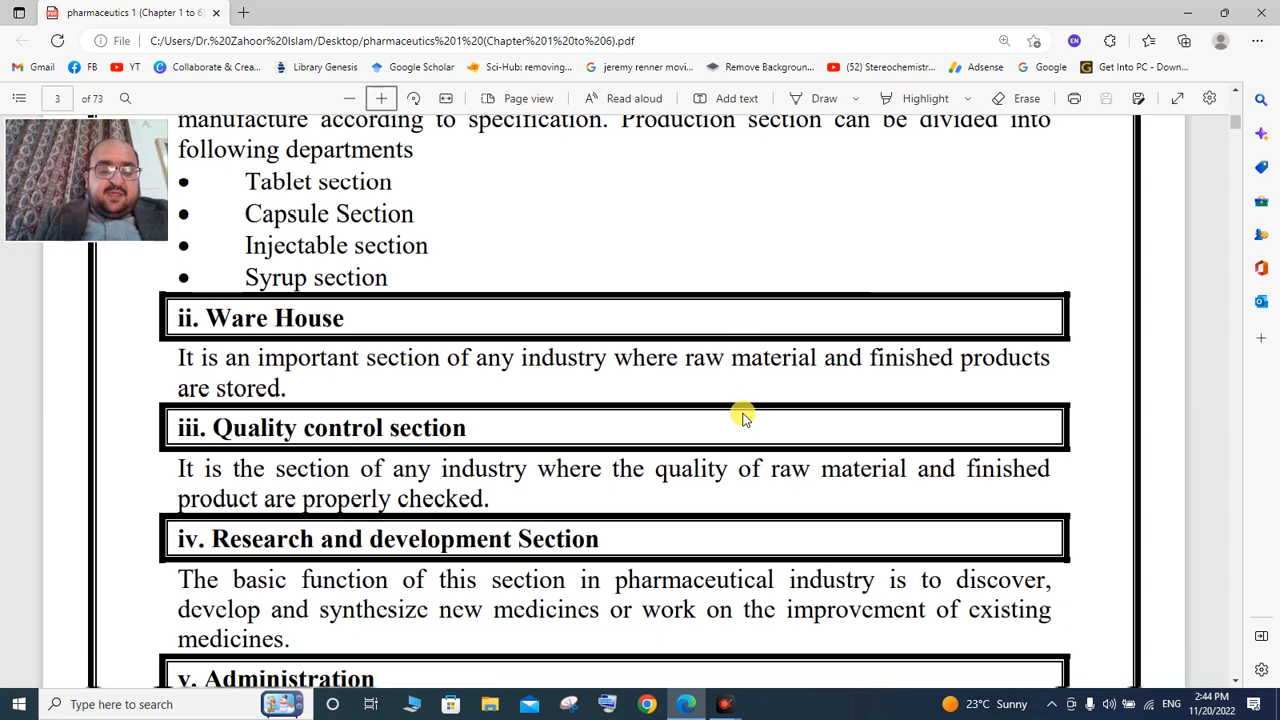 pharmaceutics 1 (Chapter 1 to 6)
File
C:/Users/Dr.%20Zahoor%20Islam/Desktop/pharmaceutics%201%20(Chapter%201%20to%206).pdf
Gmail
FB
YT
Collaborate & Crea...
Library Genesis
Google Scholar
Sci-Hub: removing...
jeremy renner movi...
Remove Backgroun...
(52) Stereochemistr...
Adsense
Google
Get Into PC - Down...
3
of 73
Page view
Read aloud
Add text
Draw
Highlight
Erase
manufacture according to specification. Production section can be divided into
following departments
• Tablet section
• Capsule Section
• Injectable section
• Syrup section
ii. Ware House
It is an important section of any industry where raw material and finished products
are stored.
iii. Quality control section
It is the section of any industry where the quality of raw material and finished
product are properly checked.
iv. Research and development Section
The basic function of this section in pharmaceutical industry is to discover,
develop and synthesize new medicines or work on the improvement of existing
medicines.
v. Administration
Type here to search
23°C Sunny
ENG
2:44 PM
11/20/2022